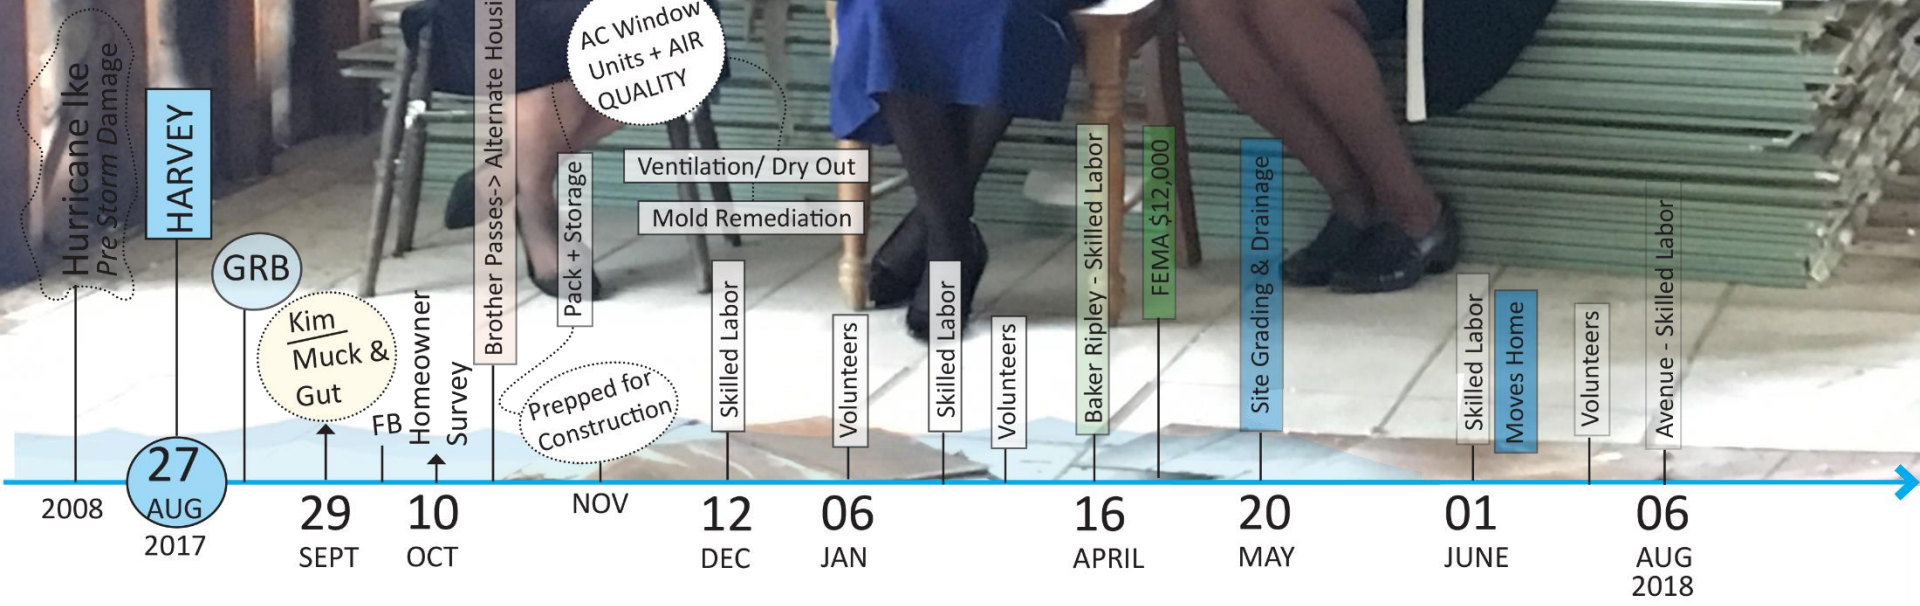 Hurricane Ike
Pre Storm Damage
HARVEY
GRB
Kim
Muck &
Gut
FB
Homeowner
Survey
Brother Passes-> Alternate Housi
AC Window
Units + AIR
QUALITY
Pack + Storage
Ventilation/ Dry Out
Mold Remediation
Prepped for
Construction
Skilled Labor
Volunteers
Skilled Labor
Volunteers
Baker Ripley - Skilled Labor
FEMA $12,000
Site Grading & Drainage
Skilled Labor
Moves Home
Volunteers
Avenue - Skilled Labor
2008
27
AUG
2017
29
SEPT
10
OCT
NOV
12
DEC
06
JAN
16
APRIL
20
MAY
01
JUNE
06
AUG
2018